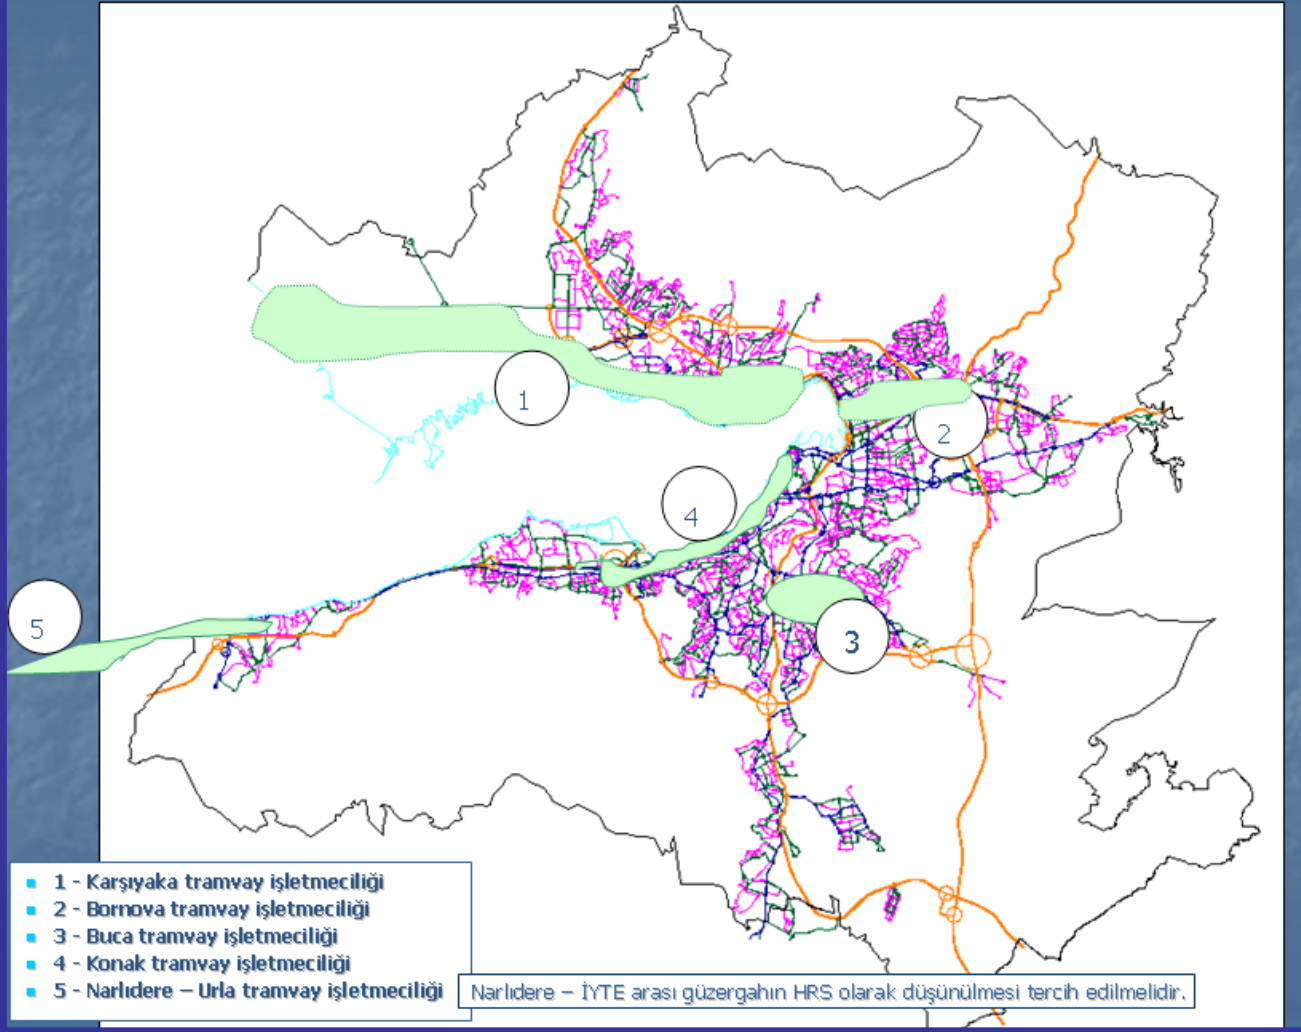 1
2
4
3
5
1 - Karşıyaka tramvay işletmeciliği
2 - Bornova tramvay işletmeciliği
3 - Buca tramvay işletmeciliği
4 - Konak tramvay işletmeciliği
5 - Narlıdere – Urla tramvay işletmeciliği
Narlıdere – İYTE arası güzergahın HRS olarak düşünülmesi tercih edilmelidir.